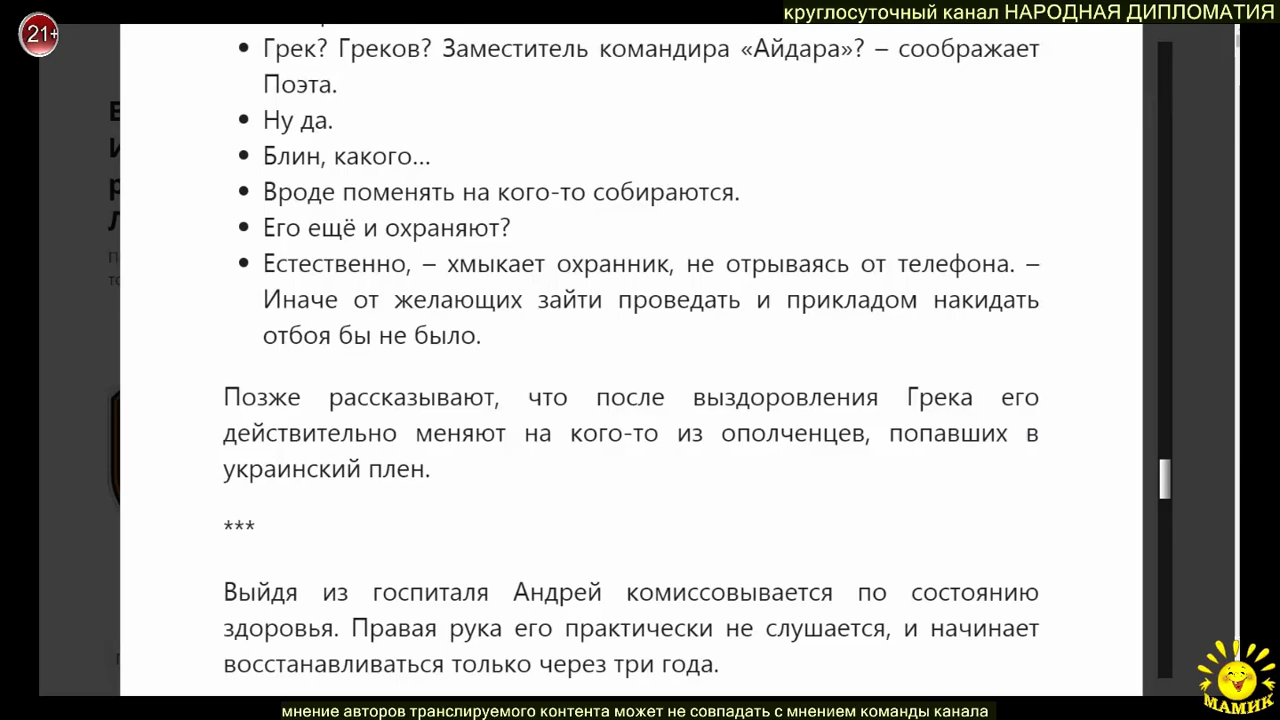 круглосуточный канал НАРОДНАЯ ДИПЛОМАТИЯ
21+
• Грек? Греков? Заместитель командира «Айдара»? – соображает
Поэта.
• Ну да.
• Блин, какого...
• Вроде поменять на кого-то собираются.
• Его ещё и охраняют?
• Естественно, – хмыкает охранник, не отрываясь от телефона. –
Иначе от желающих зайти проведать и прикладом накидать
отбоя бы не было.
Позже рассказывают, что после выздоровления Грека его
действительно меняют на кого-то из ополченцев, попавших в
украинский плен.
***
Выйдя из госпиталя Андрей комиссовывается по состоянию
здоровья. Правая рука его практически не слушается, и начинает
восстанавливаться только через три года.
МАМИК
мнение авторов транслируемого контента может не совпадать с мнением команды канала